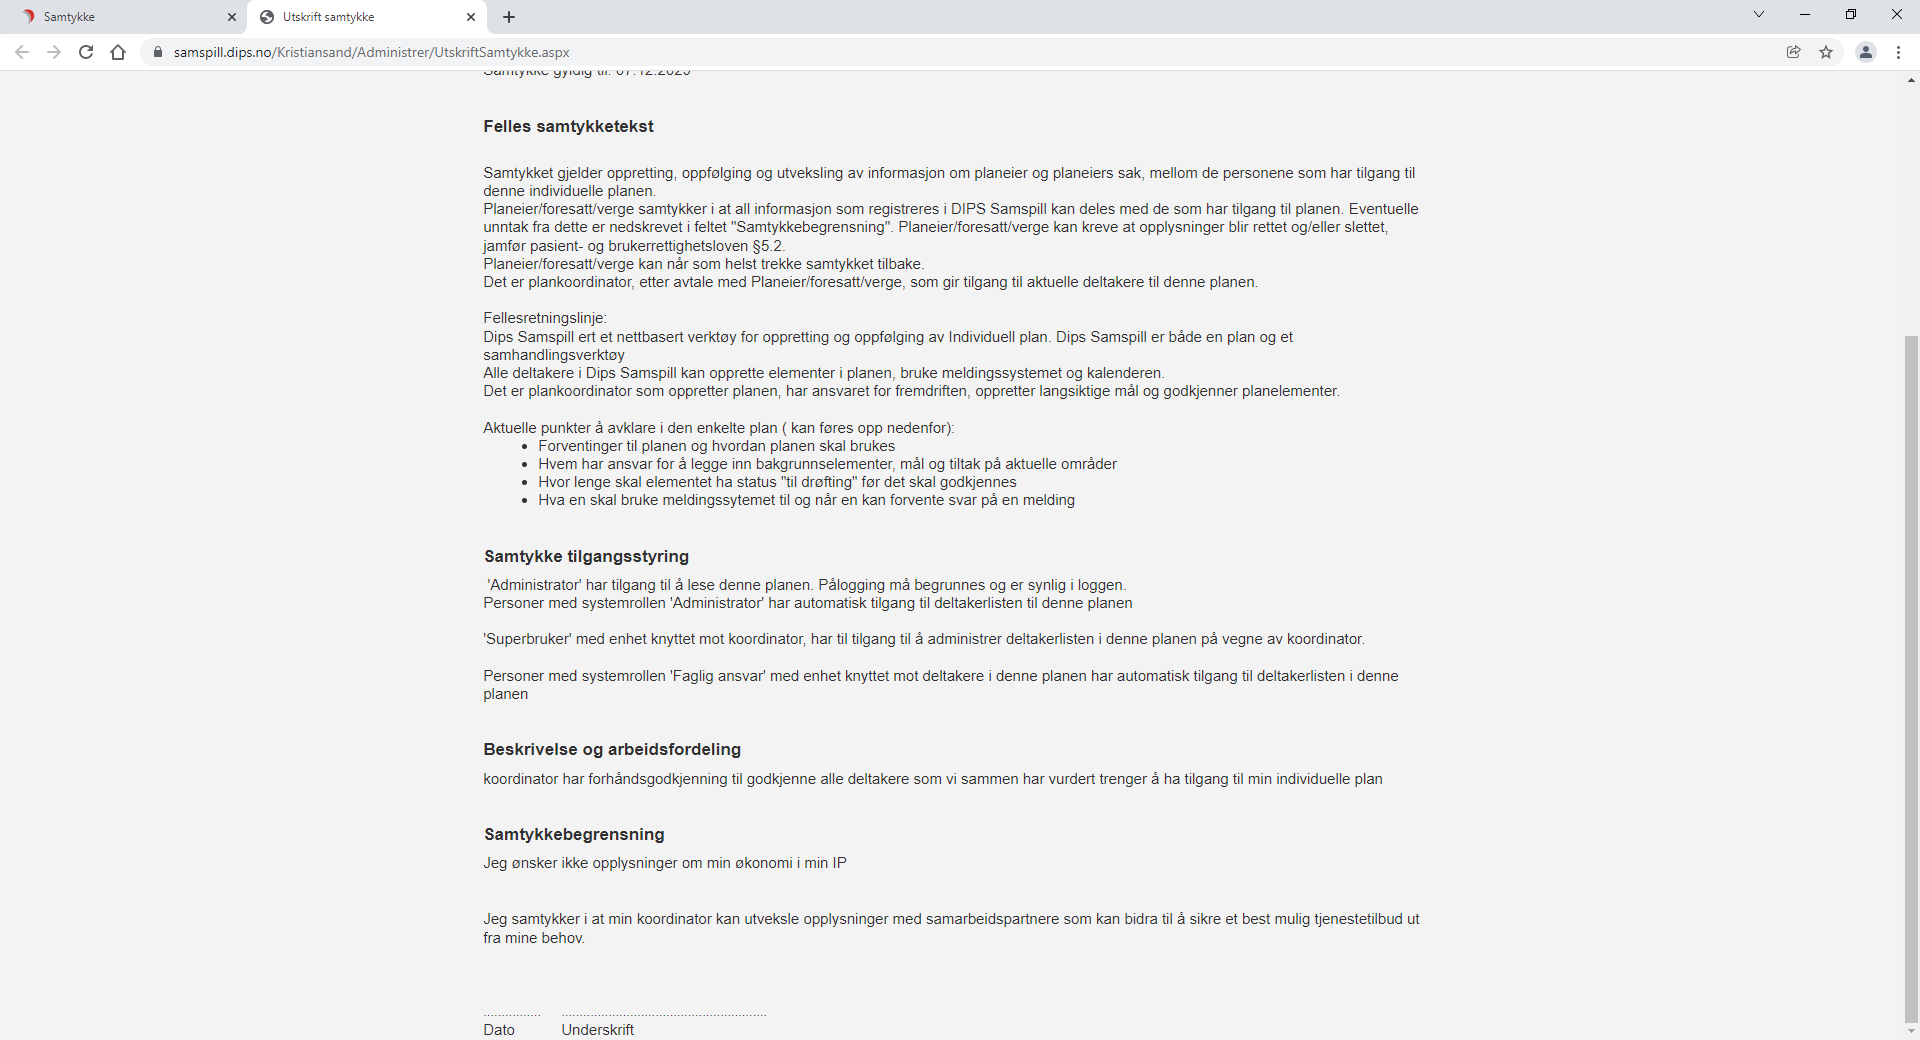 Samtykke
Utskrift samtykke
samspill.dips.no/Kristiansand/Administrer/UtskriftSamtykke.aspx
Samtykke gyldig til: 07.12.2025
Felles samtykketekst
Samtykket gjelder oppretting, oppfølging og utveksling av informasjon om planeier og planeiers sak, mellom de personene som har tilgang til
denne individuelle planen.
Planeier/foresatt/verge samtykker i at all informasjon som registreres i DIPS Samspill kan deles med de som har tilgang til planen. Eventuelle
unntak fra dette er nedskrevet i feltet "Samtykkebegrensning". Planeier/foresatt/verge kan kreve at opplysninger blir rettet og/eller slettet,
jamfør pasient- og brukerrettighetsloven §5.2.
Planeier/foresatt/verge kan når som helst trekke samtykket tilbake.
Det er plankoordinator, etter avtale med Planeier/foresatt/verge, som gir tilgang til aktuelle deltakere til denne planen.
Fellesretningslinje:
Dips Samspill ert et nettbasert verktøy for oppretting og oppfølging av Individuell plan. Dips Samspill er både en plan og et
samhandlingsverktøy
Alle deltakere i Dips Samspill kan opprette elementer i planen, bruke meldingssystemet og kalenderen.
Det er plankoordinator som oppretter planen, har ansvaret for fremdriften, oppretter langsiktige mål og godkjenner planelementer.
Aktuelle punkter å avklare i den enkelte plan ( kan føres opp nedenfor):
• Forventinger til planen og hvordan planen skal brukes
• Hvem har ansvar for å legge inn bakgrunnselementer, mål og tiltak på aktuelle områder
• Hvor lenge skal elementet ha status "til drøfting" før det skal godkjennes
• Hva en skal bruke meldingssytemet til og når en kan forvente svar på en melding
Samtykke tilgangsstyring
'Administrator' har tilgang til å lese denne planen. Pålogging må begrunnes og er synlig i loggen.
Personer med systemrollen 'Administrator' har automatisk tilgang til deltakerlisten til denne planen
'Superbruker' med enhet knyttet mot koordinator, har til tilgang til å administrer deltakerlisten i denne planen på vegne av koordinator.
Personer med systemrollen 'Faglig ansvar' med enhet knyttet mot deltakere i denne planen har automatisk tilgang til deltakerlisten i denne
planen
Beskrivelse og arbeidsfordeling
koordinator har forhåndsgodkjenning til godkjenne alle deltakere som vi sammen har vurdert trenger å ha tilgang til min individuelle plan
Samtykkebegrensning
Jeg ønsker ikke opplysninger om min økonomi i min IP
Jeg samtykker i at min koordinator kan utveksle opplysninger med samarbeidspartnere som kan bidra til å sikre et best mulig tjenestetilbud ut
fra mine behov.
Dato Underskrift